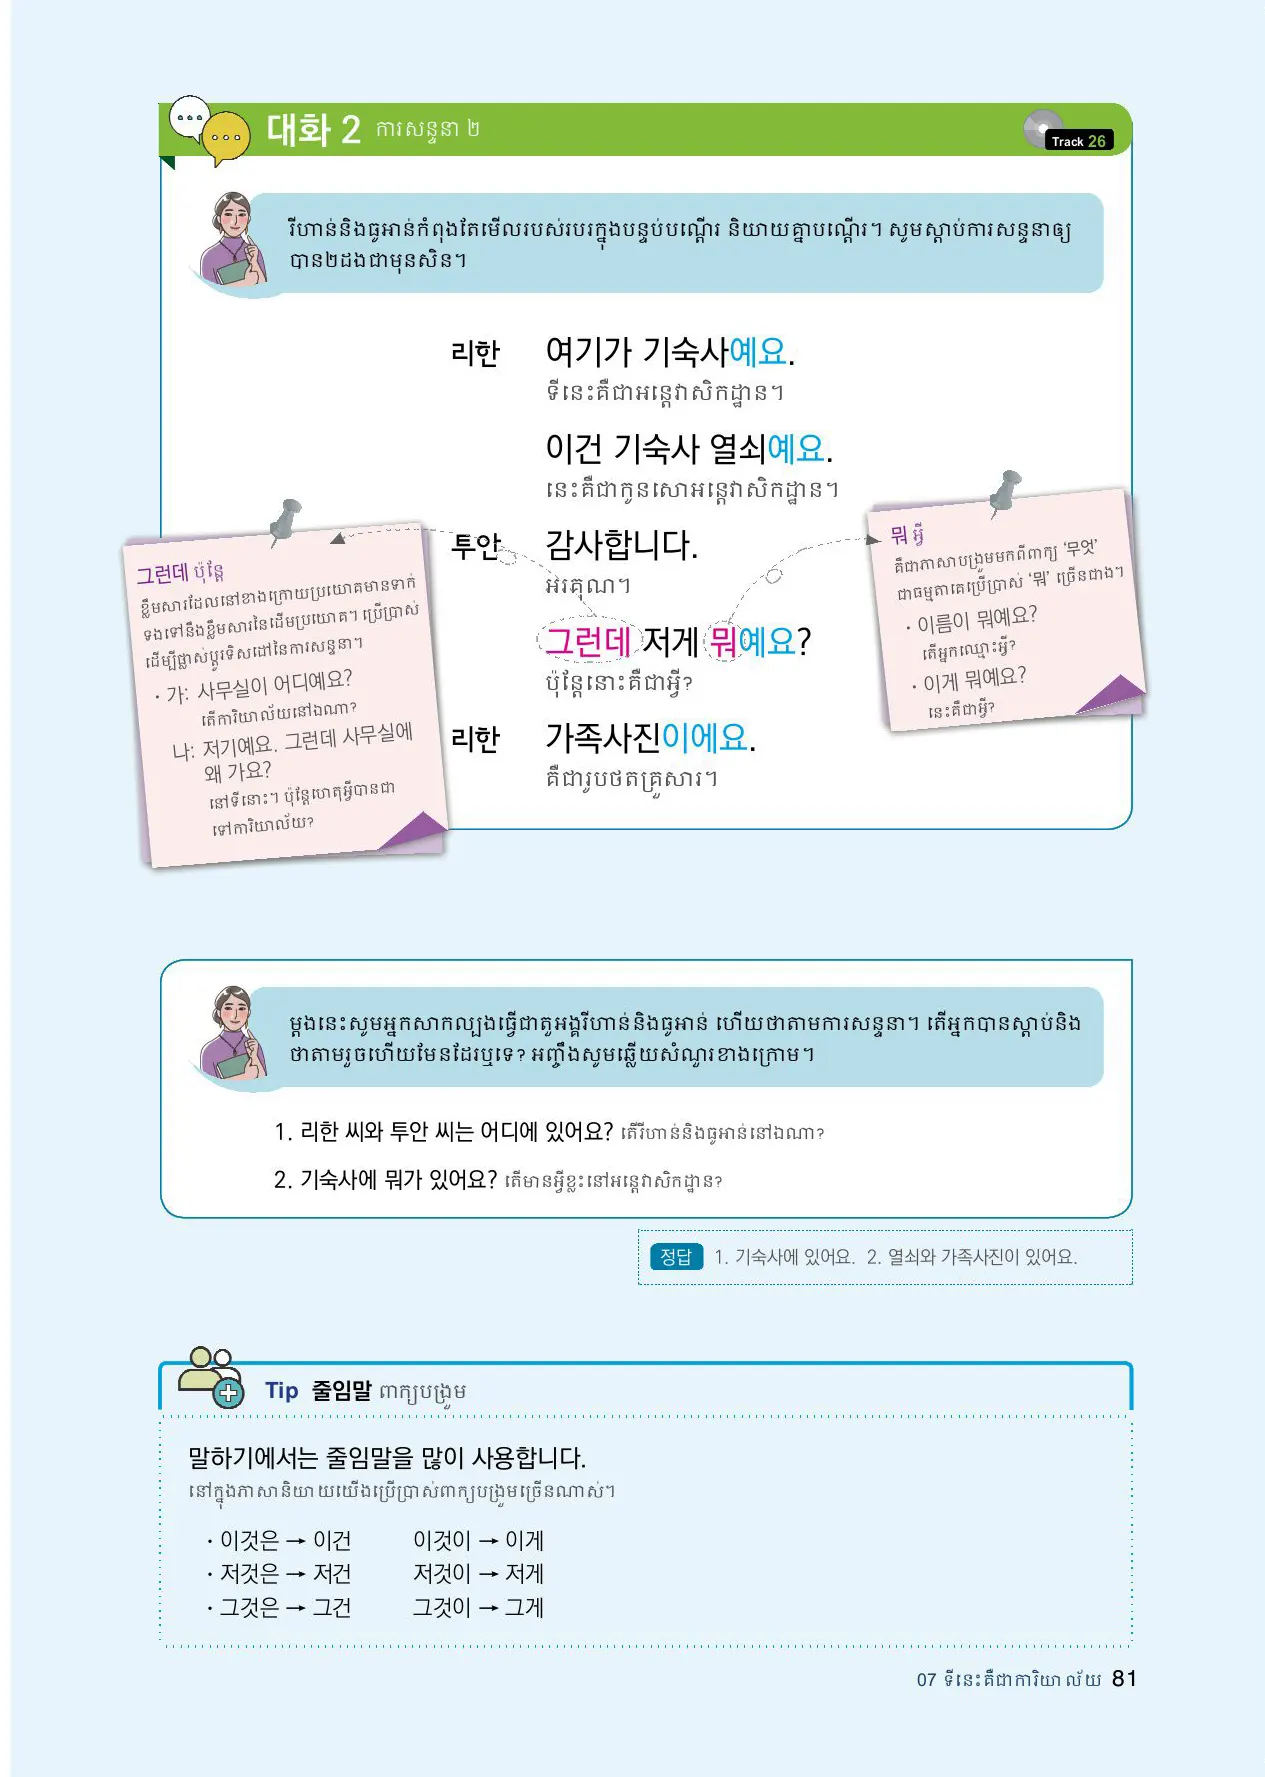 대화 2 ការសន្ទនា ២
Track 26
រីហាន់និងធូអាន់កំពុងតែមើលរបស់របរក្នុងបន្ទប់បណ្ដើរ និយាយគ្នាបណ្ដើរ។ សូមស្ដាប់ការសន្ទនាឲ្យ
បាន២ដងជាមុនសិន។
리한 여기가 기숙사예요.
ទីនេះគឺជាអន្តេវាសិកដ្ឋាន។
이건 기숙사 열쇠예요.
នេះគឺជាកូនសោអន្តេវាសិកដ្ឋាន។
투안 감사합니다.
អរគុណ។
그런데 저게 뭐예요?
ប៉ុន្តែនោះគឺជាអ្វី?
리한 가족사진이에요.
គឺជារូបថតគ្រួសារ។
그런데 ប៉ុន្តែ
ខ្លឹមសារដែលនៅខាងក្រោយប្រយោគមានទាក់
ទងទៅនឹងខ្លឹមសារនៃដើមប្រយោគ។ ប្រើប្រាស់
ដើម្បីផ្លាស់ប្ដូរទិសដៅនៃការសន្ទនា។
· 가: 사무실이 어디예요?
តើការិយាល័យនៅឯណា?
나: 저기예요. 그런데 사무실에
왜 가요?
នៅទីនោះ។ ប៉ុន្តែហេតុអ្វីបានជា
ទៅការិយាល័យ?
뭐 អ្វី
គឺជាភាសាបង្រួមមកពីពាក្យ ‘무엇’
ជាធម្មតាគេប្រើប្រាស់ ‘뭐’ ច្រើនជាង។
· 이름이 뭐예요?
តើអ្នកឈ្មោះអ្វី?
· 이게 뭐예요?
នេះគឺជាអ្វី?
ម្ដងនេះសូមអ្នកសាកល្បងធ្វើជាតួអង្គរីហាន់និងធូអាន់ ហើយថាតាមការសន្ទនា។ តើអ្នកបានស្ដាប់និង
ថាតាមរួចហើយមែនដែរឬទេ? អញ្ចឹងសូមឆ្លើយសំណួរខាងក្រោម។
1. 리한 씨와 투안 씨는 어디에 있어요? តើរីហាន់និងធូអាន់នៅឯណា?
2. 기숙사에 뭐가 있어요? តើមានអ្វីខ្លះនៅអន្តេវាសិកដ្ឋាន?
정답 1. 기숙사에 있어요. 2. 열쇠와 가족사진이 있어요.
Tip 줄임말 ពាក្យបង្រួម
말하기에서는 줄임말을 많이 사용합니다.
នៅក្នុងភាសានិយាយយើងប្រើប្រាស់ពាក្យបង្រួមច្រើនណាស់។
· 이것은 → 이건 이것이 → 이게
· 저것은 → 저건 저것이 → 저게
· 그것은 → 그건 그것이 → 그게
07 ទីនេះគឺជាការិយាល័យ 81